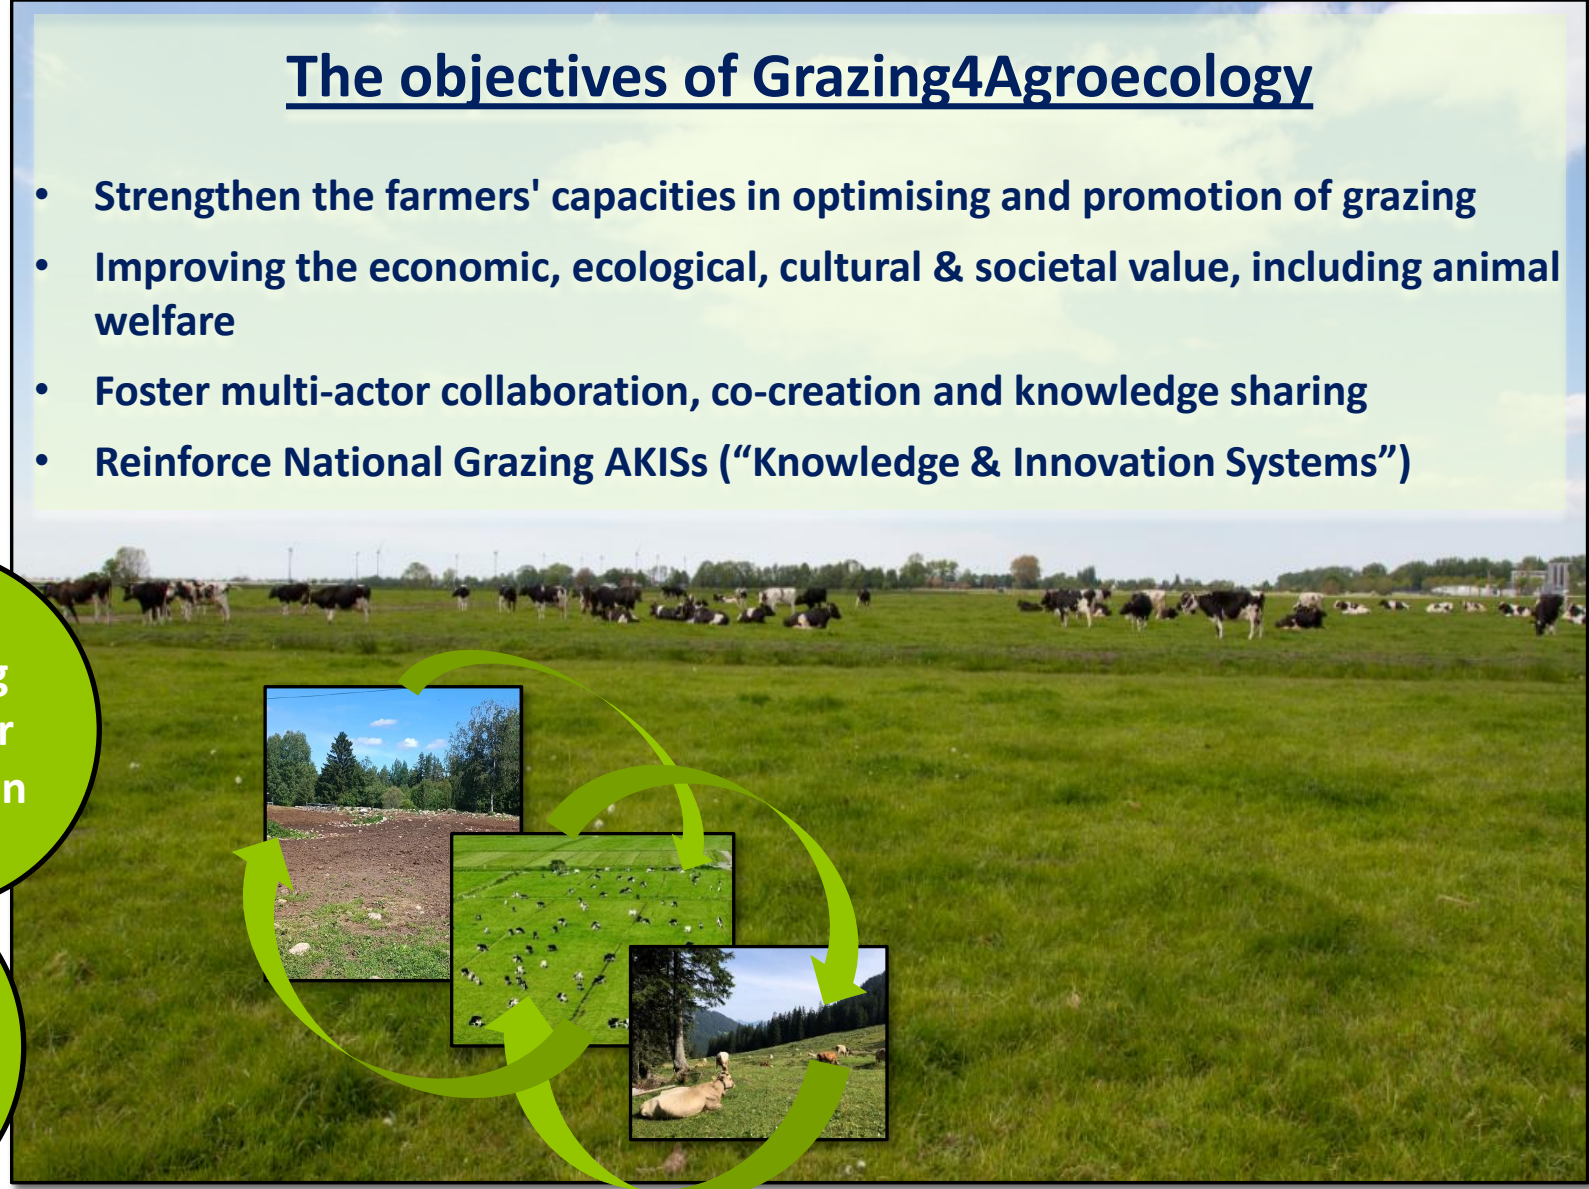 The objectives of Grazing4Agroecology
• Strengthen the farmers' capacities in optimising and promotion of grazing
• Improving the economic, ecological, cultural & societal value, including animal
welfare
• Foster multi-actor collaboration, co-creation and knowledge sharing
• Reinforce National Grazing AKISs (“Knowledge & Innovation Systems”)